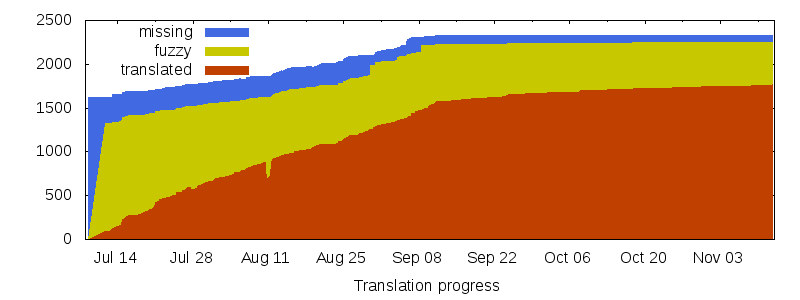 2500
2000
1500
1000
500
0
missing
fuzzy
translated
Jul 14 Jul 28 Aug 11 Aug 25 Sep 08 Sep 22 Oct 06 Oct 20 Nov 03
Translation progress